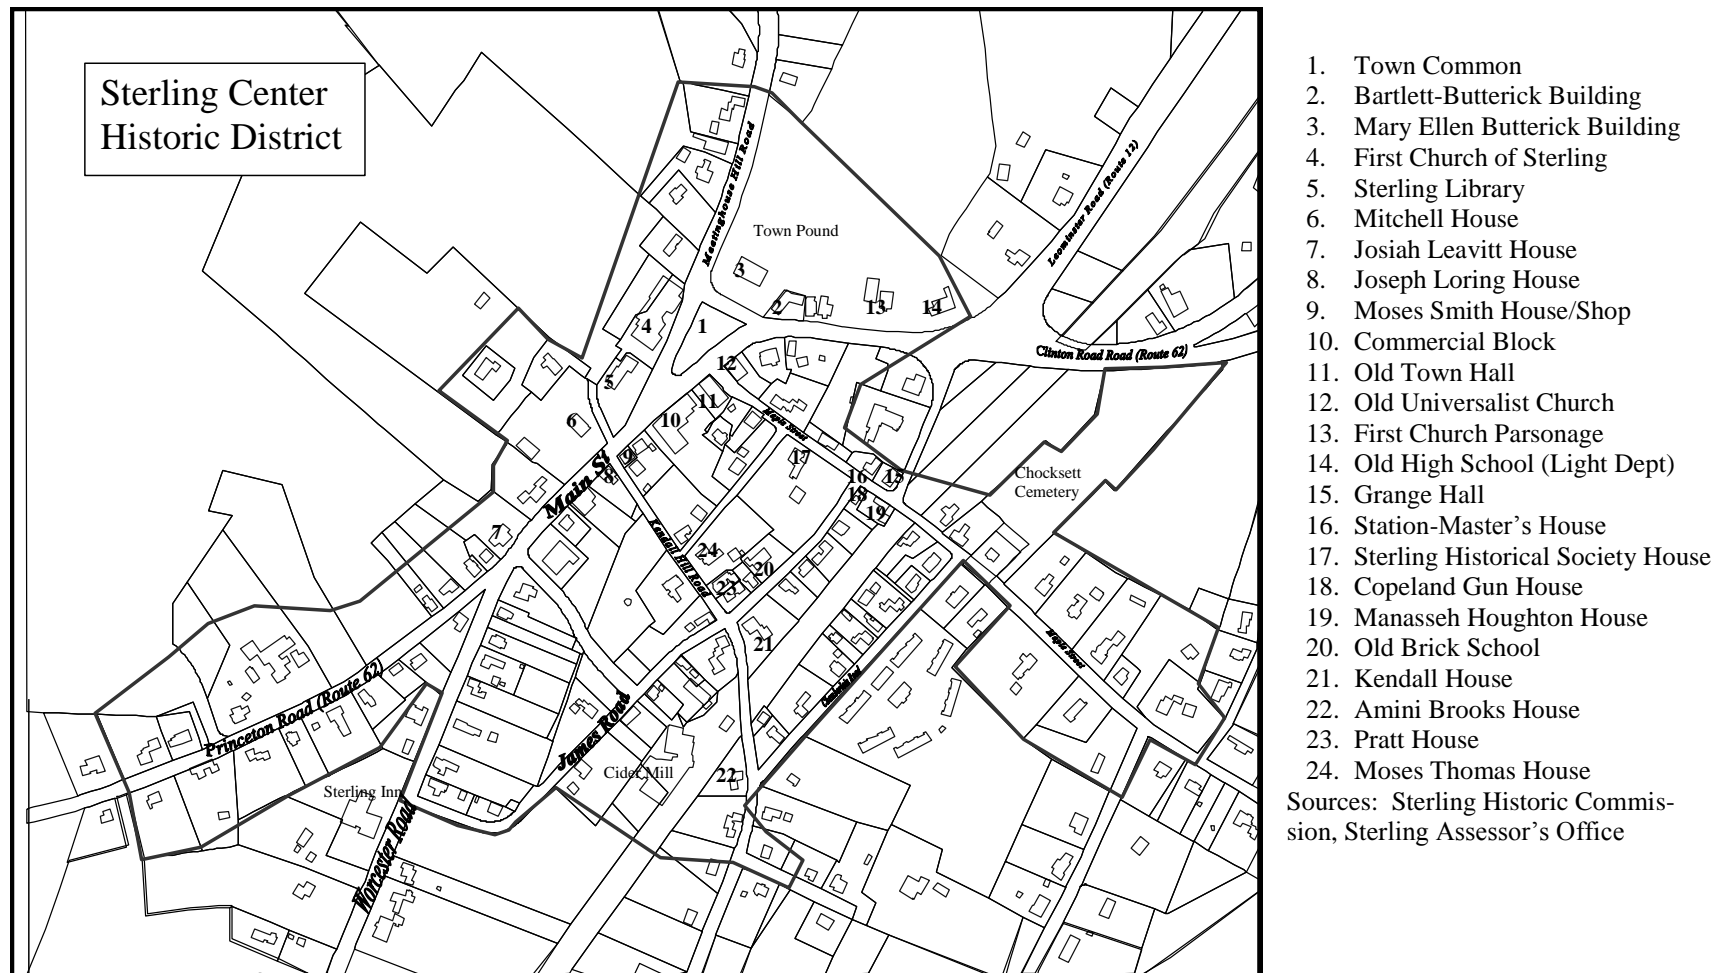 Sterling Center
Historic District
Meetinghouse Hill Road
Leominster Road (Route 12)
Town Pound
3
2
13
14
4
1
Clinton Road Road (Route 62)
12
5
11
6
10
Maple Street
9
17
8
Main St
16
15
18
Chocksett
Cemetery
19
7
Kendall Hill Road
24
20
23
21
Maple Street
Princeton Road (Route 62)
James Road
Cider Mill
22
Sterling Inn
Worcester Road
1. Town Common
2. Bartlett-Butterick Building
3. Mary Ellen Butterick Building
4. First Church of Sterling
5. Sterling Library
6. Mitchell House
7. Josiah Leavitt House
8. Joseph Loring House
9. Moses Smith House/Shop
10. Commercial Block
11. Old Town Hall
12. Old Universalist Church
13. First Church Parsonage
14. Old High School (Light Dept)
15. Grange Hall
16. Station-Master’s House
17. Sterling Historical Society House
18. Copeland Gun House
19. Manasseh Houghton House
20. Old Brick School
21. Kendall House
22. Amini Brooks House
23. Pratt House
24. Moses Thomas House
Sources: Sterling Historic Commis-
sion, Sterling Assessor’s Office